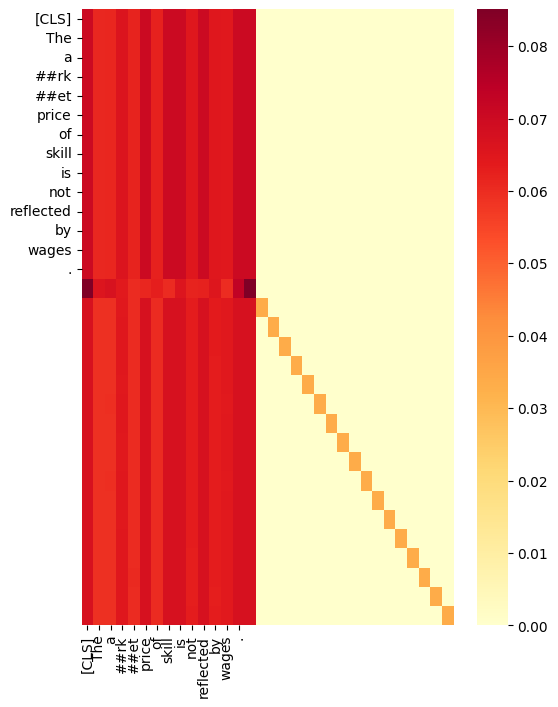 [CLS]
The
a
##rk
##et
price
of
skill
is
not
reflected
by
wages
.
0.08
0.07
0.06
0.05
0.04
0.03
0.02
0.01
0.00
[CLS]
The
a
##rk
##et
price
of
skill
is
not
reflected
by
wages
.